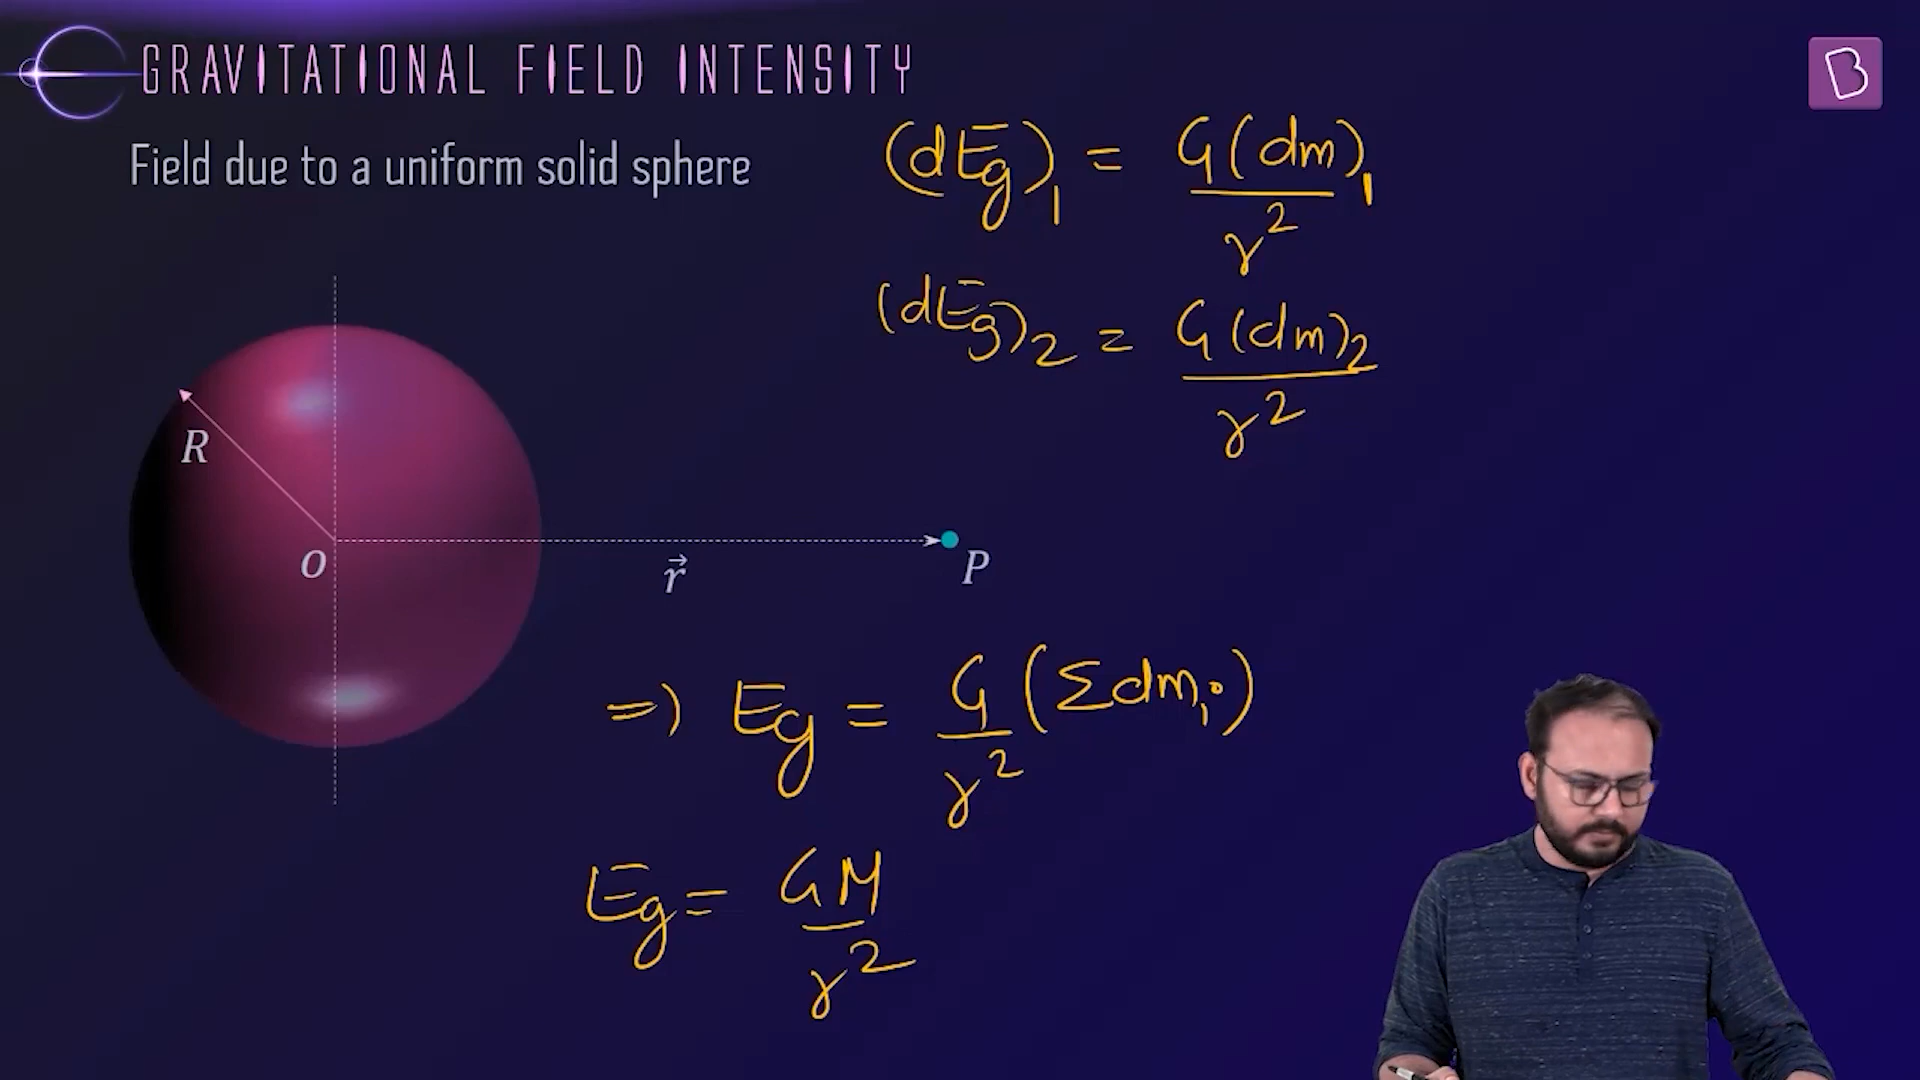 GRAVITATIONAL FIELD INTENSITY
B
Field due to a uniform solid sphere
(dEg)₁ = G(dm)₁ / r²
(dEg)₂ = G(dm)₂ / r²
R
O
r⃗
P
=> Eg = G / r² (Σdmᵢ)
Eg = GM / r²